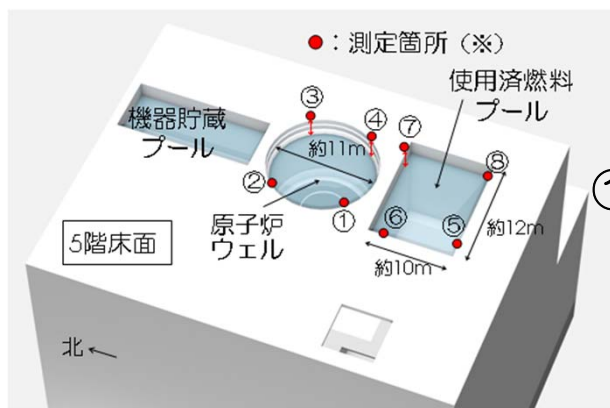 ●：測定箇所（※）
使用済燃料
プール
機器貯蔵
プール
③
④
⑦
⑧
約11m
②
①
⑥
⑤
原子炉
ウェル
約12m
約10m
5階床面
北